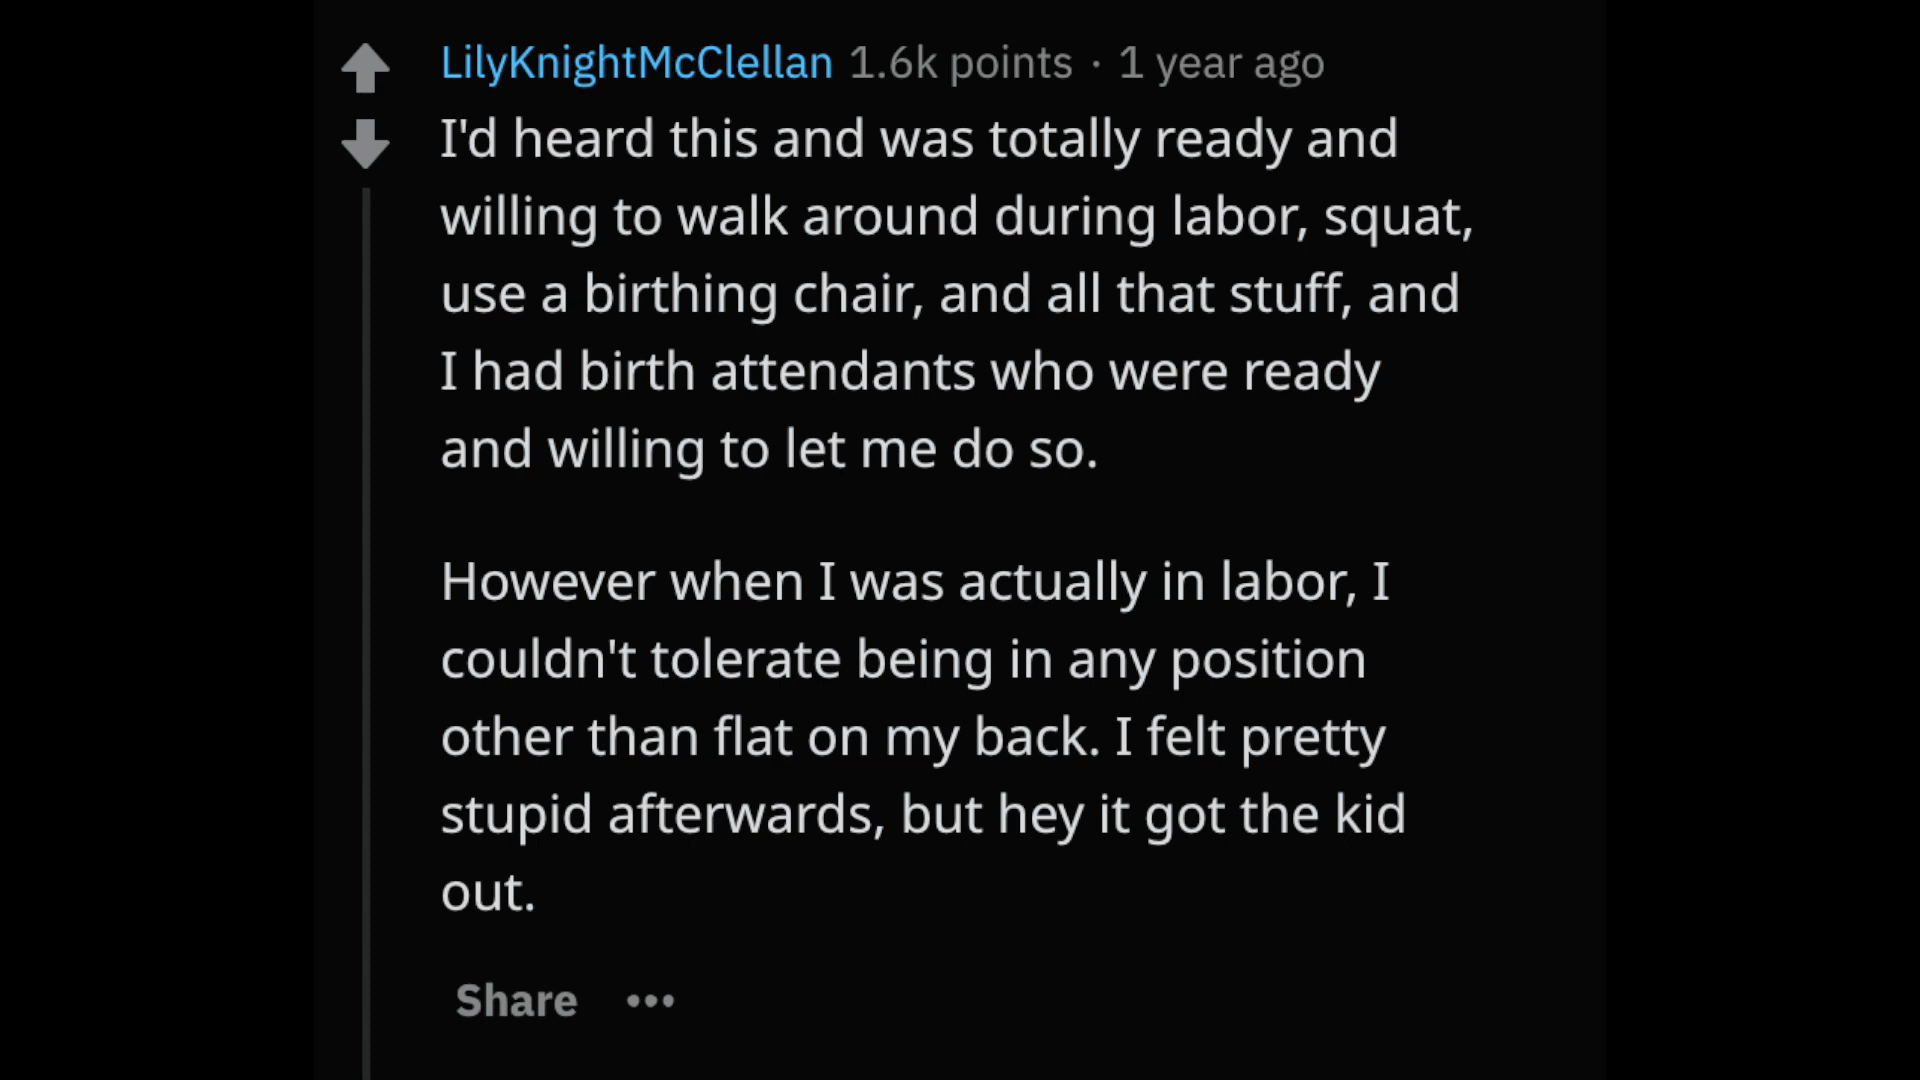 LilyKnightMcClellan 1.6k points · 1 year ago
I'd heard this and was totally ready and
willing to walk around during labor, squat,
use a birthing chair, and all that stuff, and
I had birth attendants who were ready
and willing to let me do so.
However when I was actually in labor, I
couldn't tolerate being in any position
other than flat on my back. I felt pretty
stupid afterwards, but hey it got the kid
out.
Share •••